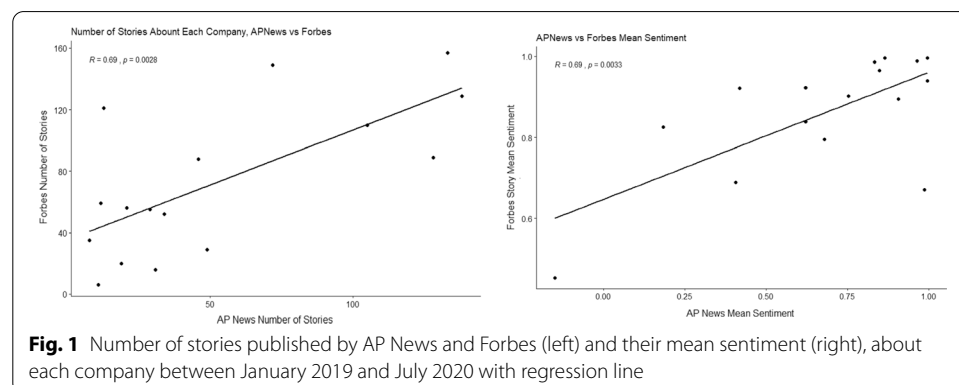 Number of Stories Abount Each Company, APNews vs Forbes
R = 0.69 , p = 0.0028
160
120
80
40
0
Forbes Number of Stories
50
100
AP News Number of Stories
APNews vs Forbes Mean Sentiment
R = 0.69 , p = 0.0033
1.0
0.8
0.6
Forbes Story Mean Sentiment
0.00
0.25
0.50
0.75
1.00
AP News Mean Sentiment
Fig. 1 Number of stories published by AP News and Forbes (left) and their mean sentiment (right), about
each company between January 2019 and July 2020 with regression line